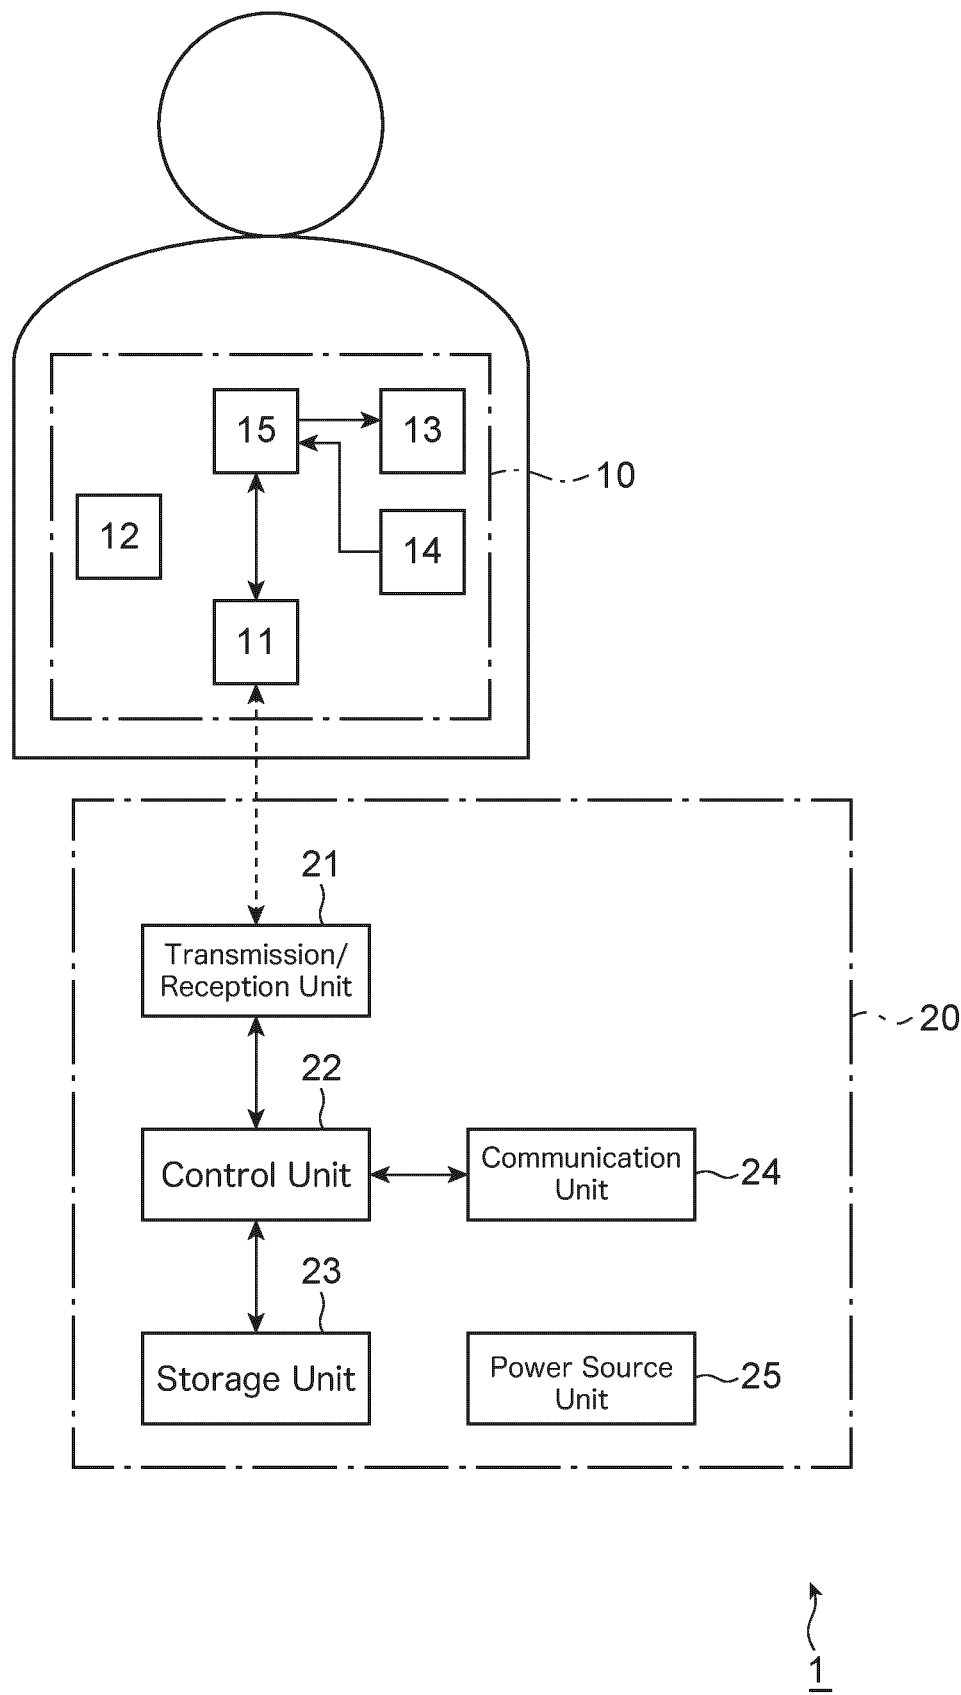 15
13
10
12
14
11
21
Transmission/
Reception Unit
20
22
Control Unit
Communication
Unit
24
23
Storage Unit
Power Source
Unit
25
1